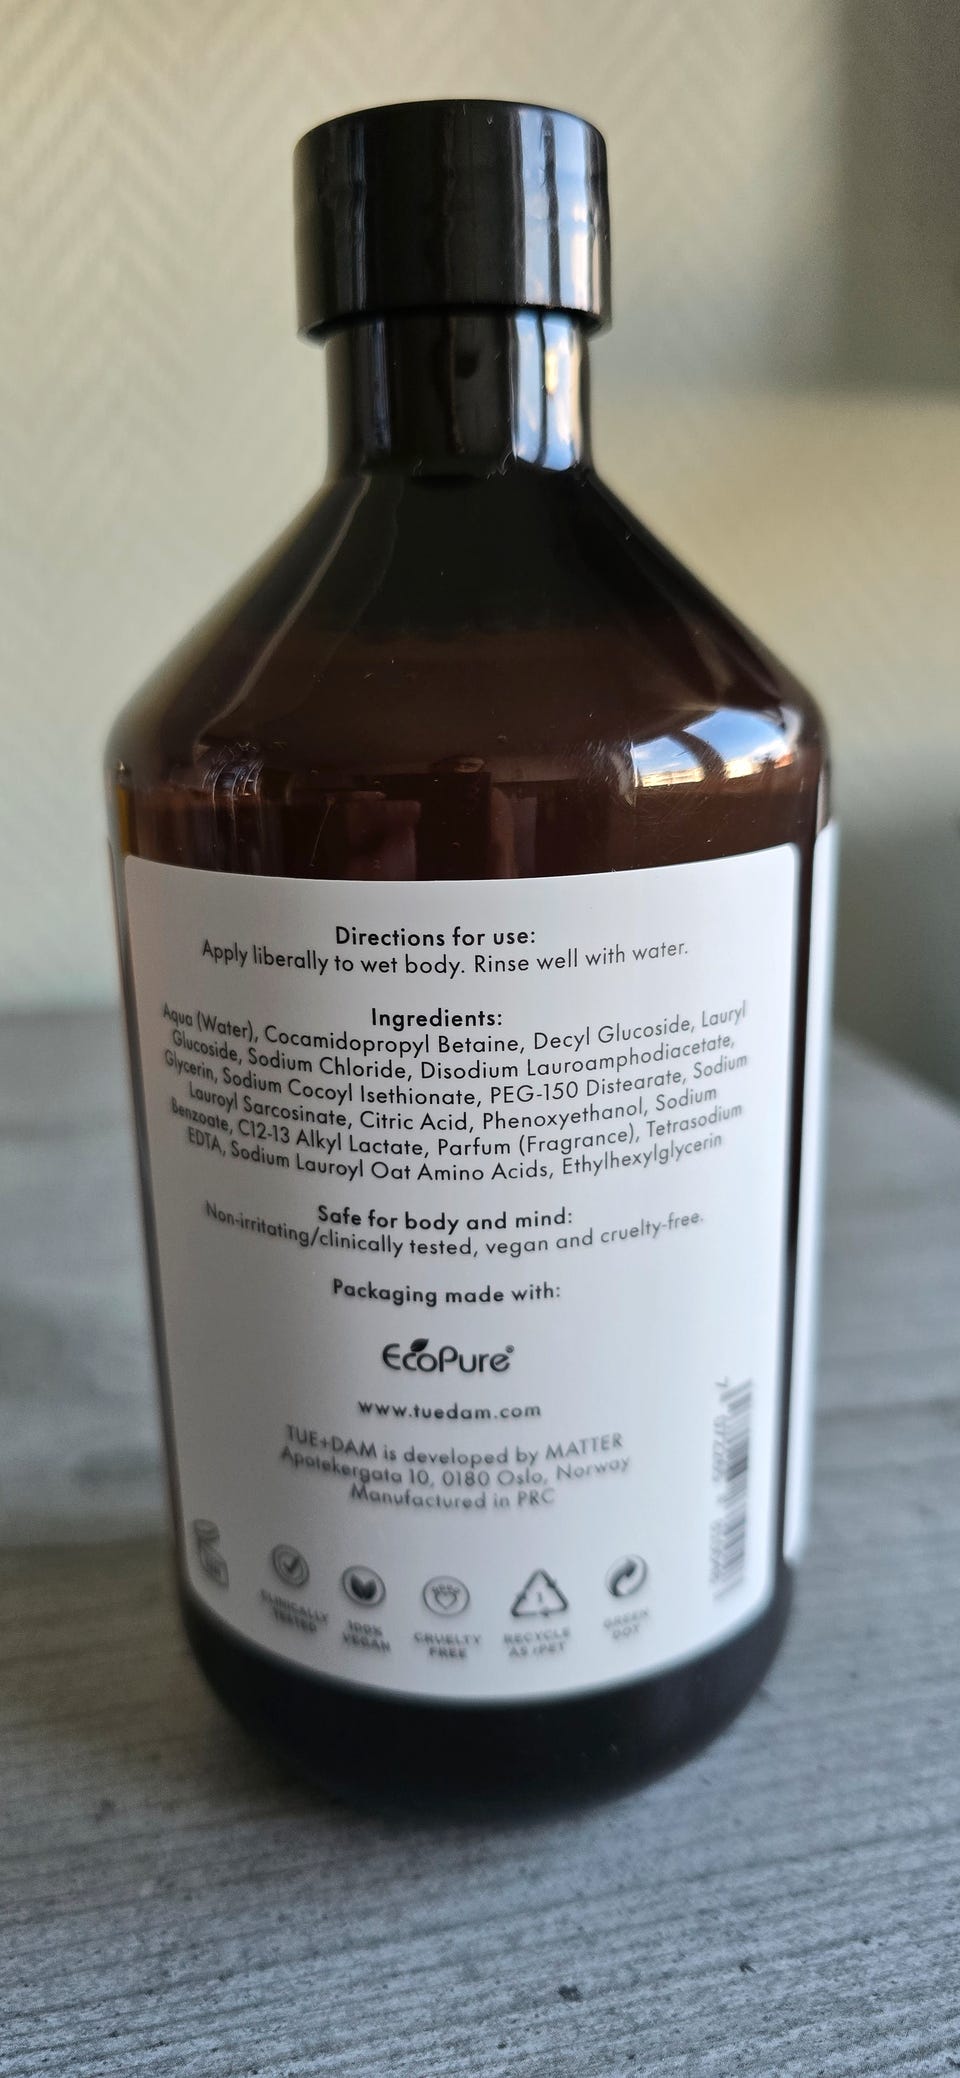 Directions for use:
Apply liberally to wet body. Rinse well with water.
Ingredients:
Aqua (Water), Cocamidopropyl Betaine, Decyl Glucoside, Lauryl
Glucoside, Sodium Chloride, Disodium Lauroamphodiacetate,
Glycerin, Sodium Cocoyl Isethionate, PEG-150 Distearate, Sodium
Lauroyl Sarcosinate, Citric Acid, Phenoxyethanol, Sodium
Benzoate, C12-13 Alkyl Lactate, Parfum (Fragrance), Tetrasodium
EDTA, Sodium Lauroyl Oat Amino Acids, Ethylhexylglycerin
Safe for body and mind:
Non-irritating/clinically tested, vegan and cruelty-free.
Packaging made with:
EcoPure®
www.tuedam.com
TUE+DAM is developed by MATTER
Apotekergata 10, 0180 Oslo, Norway
Manufactured in PRC
CLINICALLY
TESTED
100%
VEGAN
CRUELTY
FREE
1
RECYCLE
AS rPET
GREEN
DOT